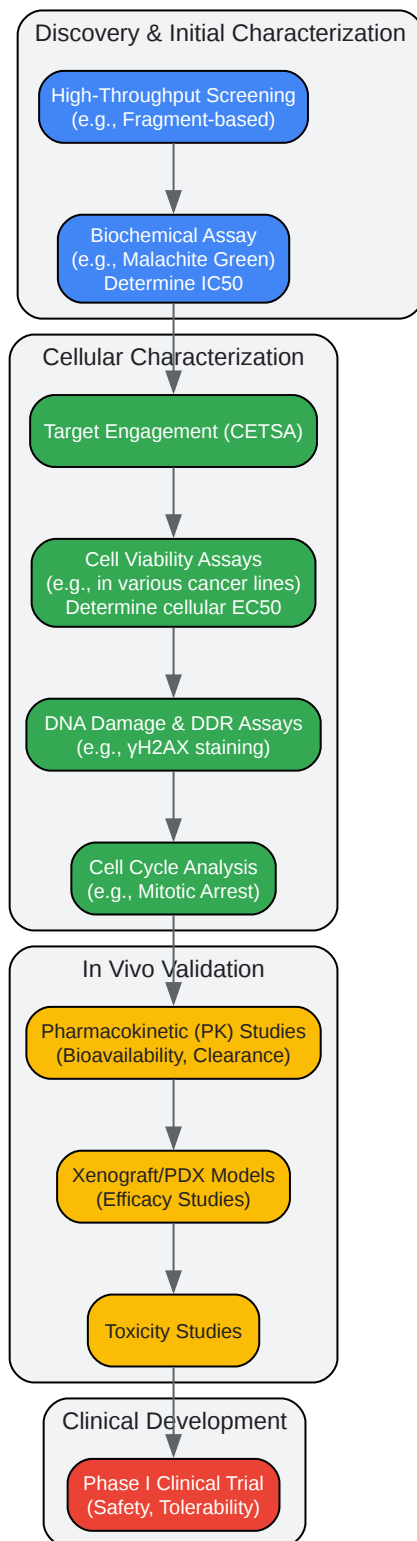 Discovery & Initial Characterization
High-Throughput Screening
(e.g., Fragment-based)
Biochemical Assay
(e.g., Malachite Green)
Determine IC50
Cellular Characterization
Target Engagement (CETSA)
Cell Viability Assays
(e.g., in various cancer lines)
Determine cellular EC50
DNA Damage & DDR Assays
(e.g., γH2AX staining)
Cell Cycle Analysis
(e.g., Mitotic Arrest)
In Vivo Validation
Pharmacokinetic (PK) Studies
(Bioavailability, Clearance)
Xenograft/PDX Models
(Efficacy Studies)
Toxicity Studies
Clinical Development
Phase I Clinical Trial
(Safety, Tolerability)